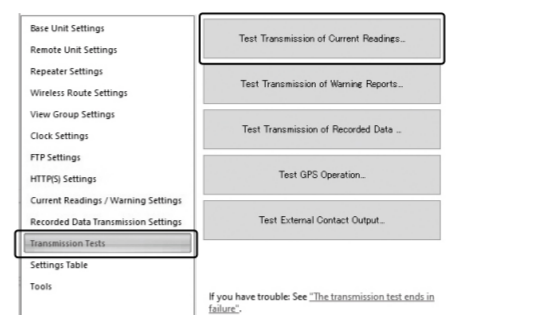 Base Unit Settings
Remote Unit Settings
Repeater Settings
Wireless Route Settings
View Group Settings
Clock Settings
FTP Settings
HTTP(S) Settings
Current Readings / Warning Settings
Recorded Data Transmission Settings
Transmission Tests
Settings Table
Tools
Test Transmission of Current Readings...
Test Transmission of Warning Reports...
Test Transmission of Recorded Data ...
Test GPS Operation...
Test External Contact Output...
If you have trouble: See "The transmission test ends in
failure".